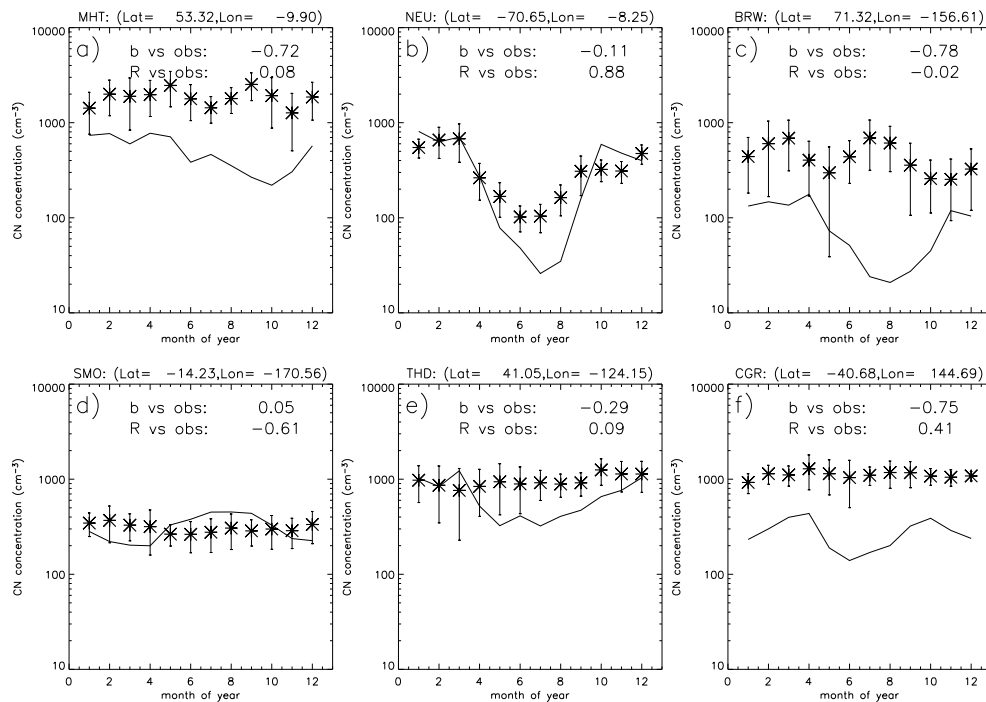 MHT: (Lat= 53.32,Lon= −9.90)
a)
b vs obs: −0.72
R vs obs: 0.08
CN concentration (cm⁻³)
10000
1000
100
10
0 2 4 6 8 10 12
month of year
NEU: (Lat= −70.65,Lon= −8.25)
b)
b vs obs: −0.11
R vs obs: 0.88
CN concentration (cm⁻³)
10000
1000
100
10
0 2 4 6 8 10 12
month of year
BRW: (Lat= 71.32,Lon= −156.61)
c)
b vs obs: −0.78
R vs obs: −0.02
CN concentration (cm⁻³)
10000
1000
100
10
0 2 4 6 8 10 12
month of year
SMO: (Lat= −14.23,Lon= −170.56)
d)
b vs obs: 0.05
R vs obs: −0.61
CN concentration (cm⁻³)
10000
1000
100
10
0 2 4 6 8 10 12
month of year
THD: (Lat= 41.05,Lon= −124.15)
e)
b vs obs: −0.29
R vs obs: 0.09
CN concentration (cm⁻³)
10000
1000
100
10
0 2 4 6 8 10 12
month of year
CGR: (Lat= −40.68,Lon= 144.69)
f)
b vs obs: −0.75
R vs obs: 0.41
CN concentration (cm⁻³)
10000
1000
100
10
0 2 4 6 8 10 12
month of year